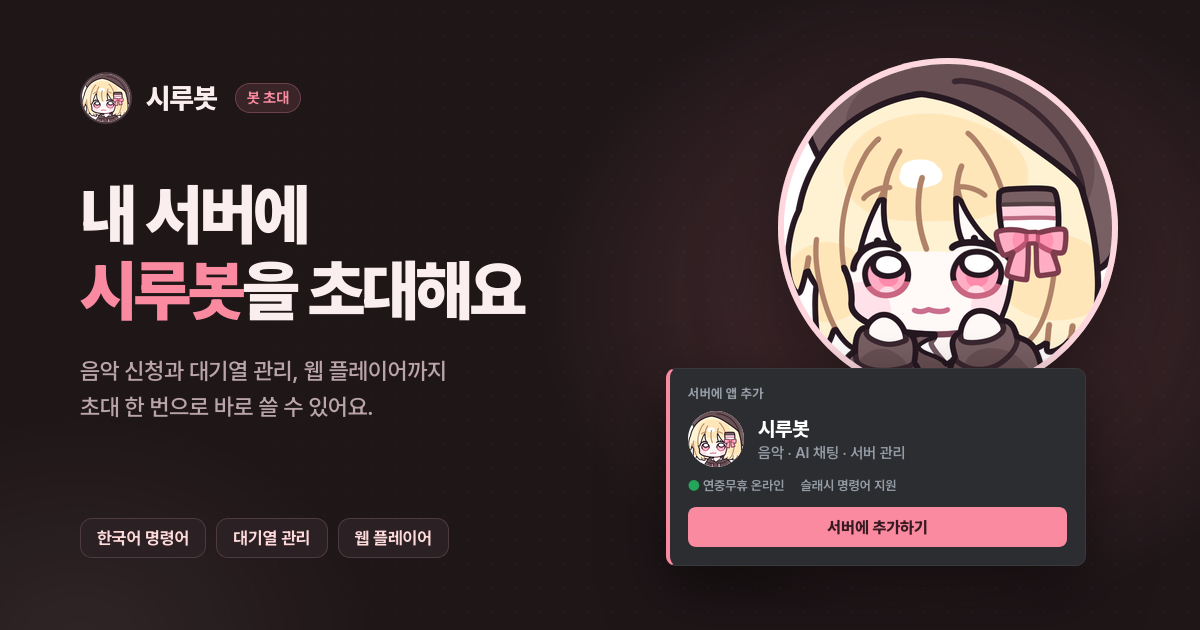 시루봇
봇 초대
내 서버에
시루봇을 초대해요
음악 신청과 대기열 관리, 웹 플레이어까지
초대 한 번으로 바로 쓸 수 있어요.
한국어 명령어
대기열 관리
웹 플레이어
서버에 앱 추가
시루봇
음악 · AI 채팅 · 서버 관리
연중무휴 온라인
슬래시 명령어 지원
서버에 추가하기